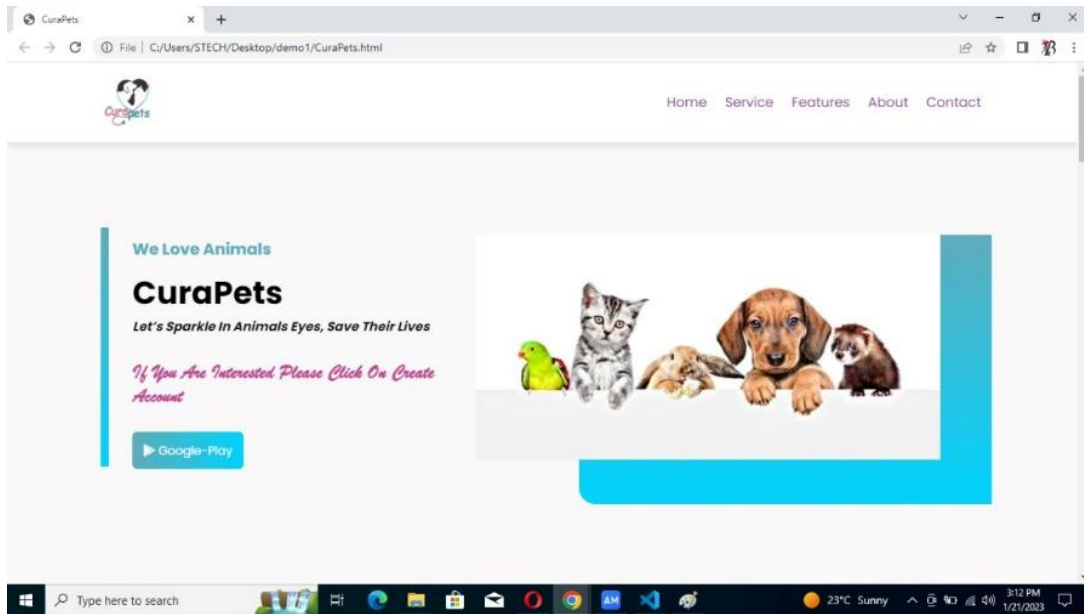 CuraPets
File | C:/Users/STECH/Desktop/demo1/CuraPets.html
Curapets
Home Service Features About Contact
We Love Animals
CuraPets
Let's Sparkle In Animals Eyes, Save Their Lives
If You Are Interested Please Click On Create
Account
Google-Play
Type here to search
AM
23°C Sunny
3:12 PM
1/21/2023